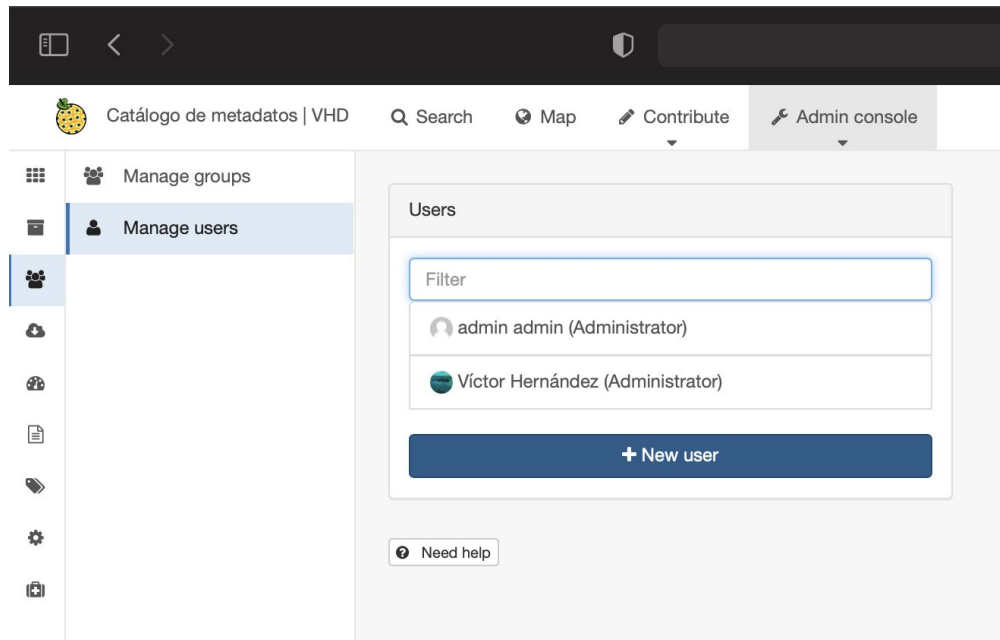 Catálogo de metadatos | VHD
Search
Map
Contribute
Admin console
Manage groups
Manage users
Users
Filter
admin admin (Administrator)
Víctor Hernández (Administrator)
New user
Need help